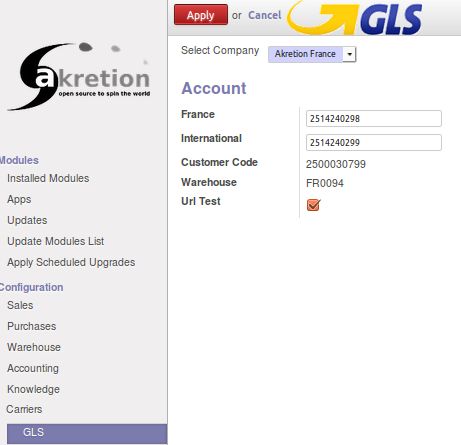 Apply or Cancel GLS
Select Company Akretion France
akretion
open source to spin the world
Account
France 2514240298
International 2514240299
Customer Code 2500030799
Warehouse FR0094
Url Test
Modules
Installed Modules
Apps
Updates
Update Modules List
Apply Scheduled Upgrades
Configuration
Sales
Purchases
Warehouse
Accounting
Knowledge
Carriers
GLS